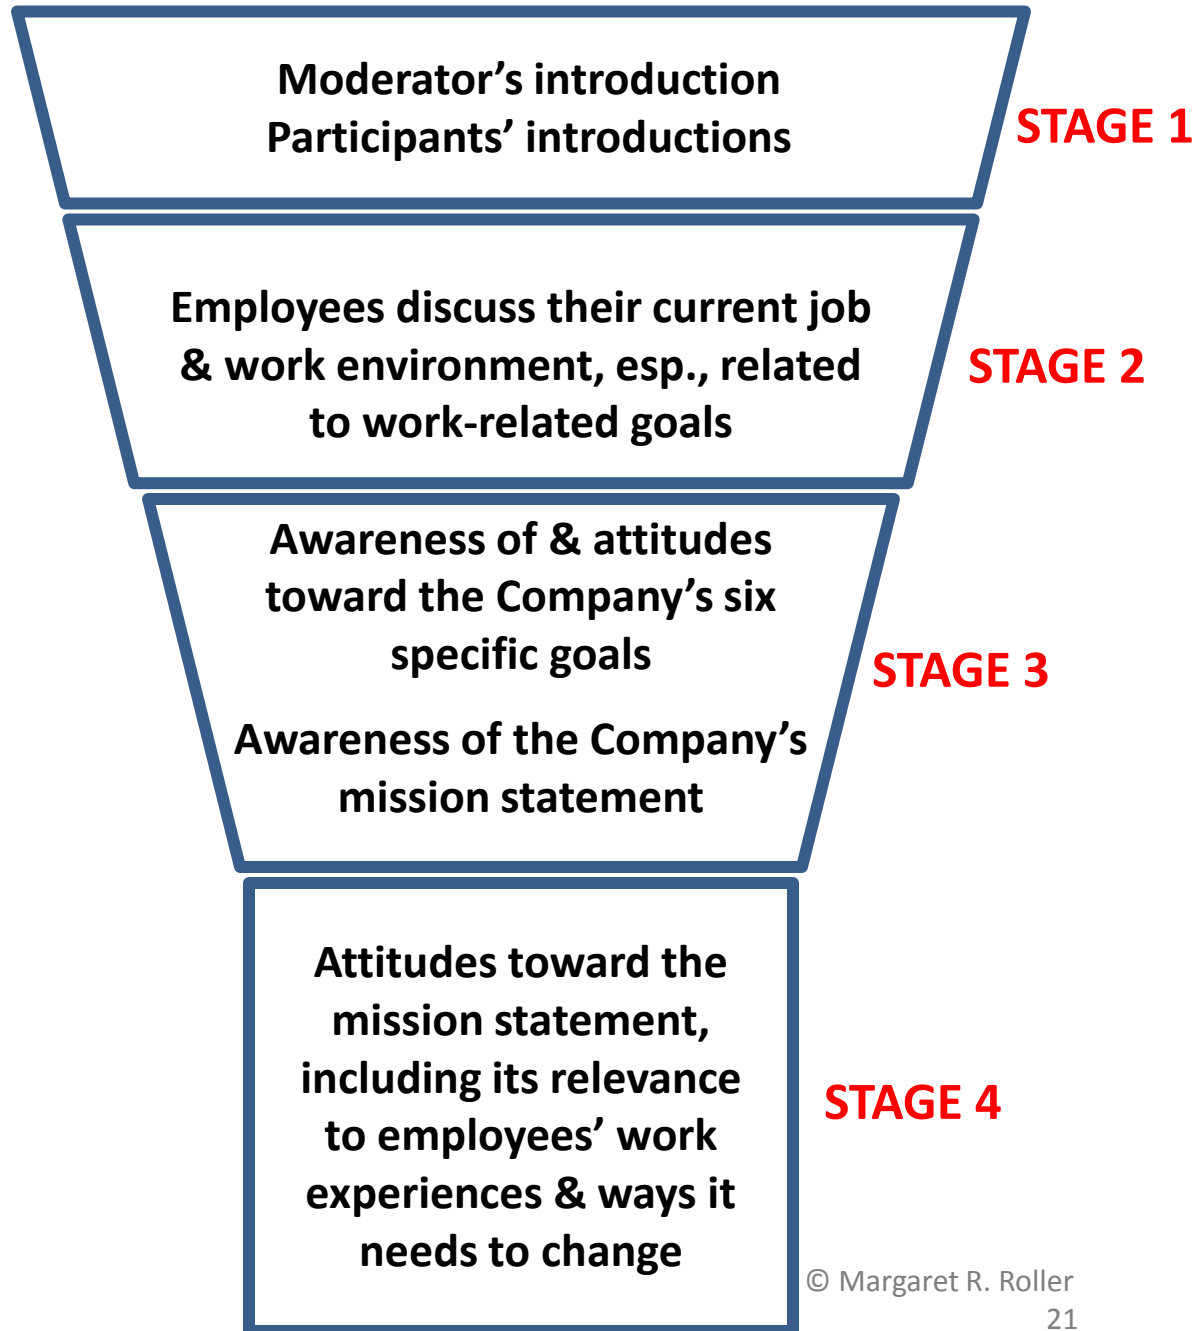 Moderator’s introduction
Participants’ introductions
STAGE 1
Employees discuss their current job
& work environment, esp., related
to work-related goals
STAGE 2
Awareness of & attitudes
toward the Company’s six
specific goals
Awareness of the Company’s
mission statement
STAGE 3
Attitudes toward the
mission statement,
including its relevance
to employees’ work
experiences & ways it
needs to change
STAGE 4
© Margaret R. Roller
21